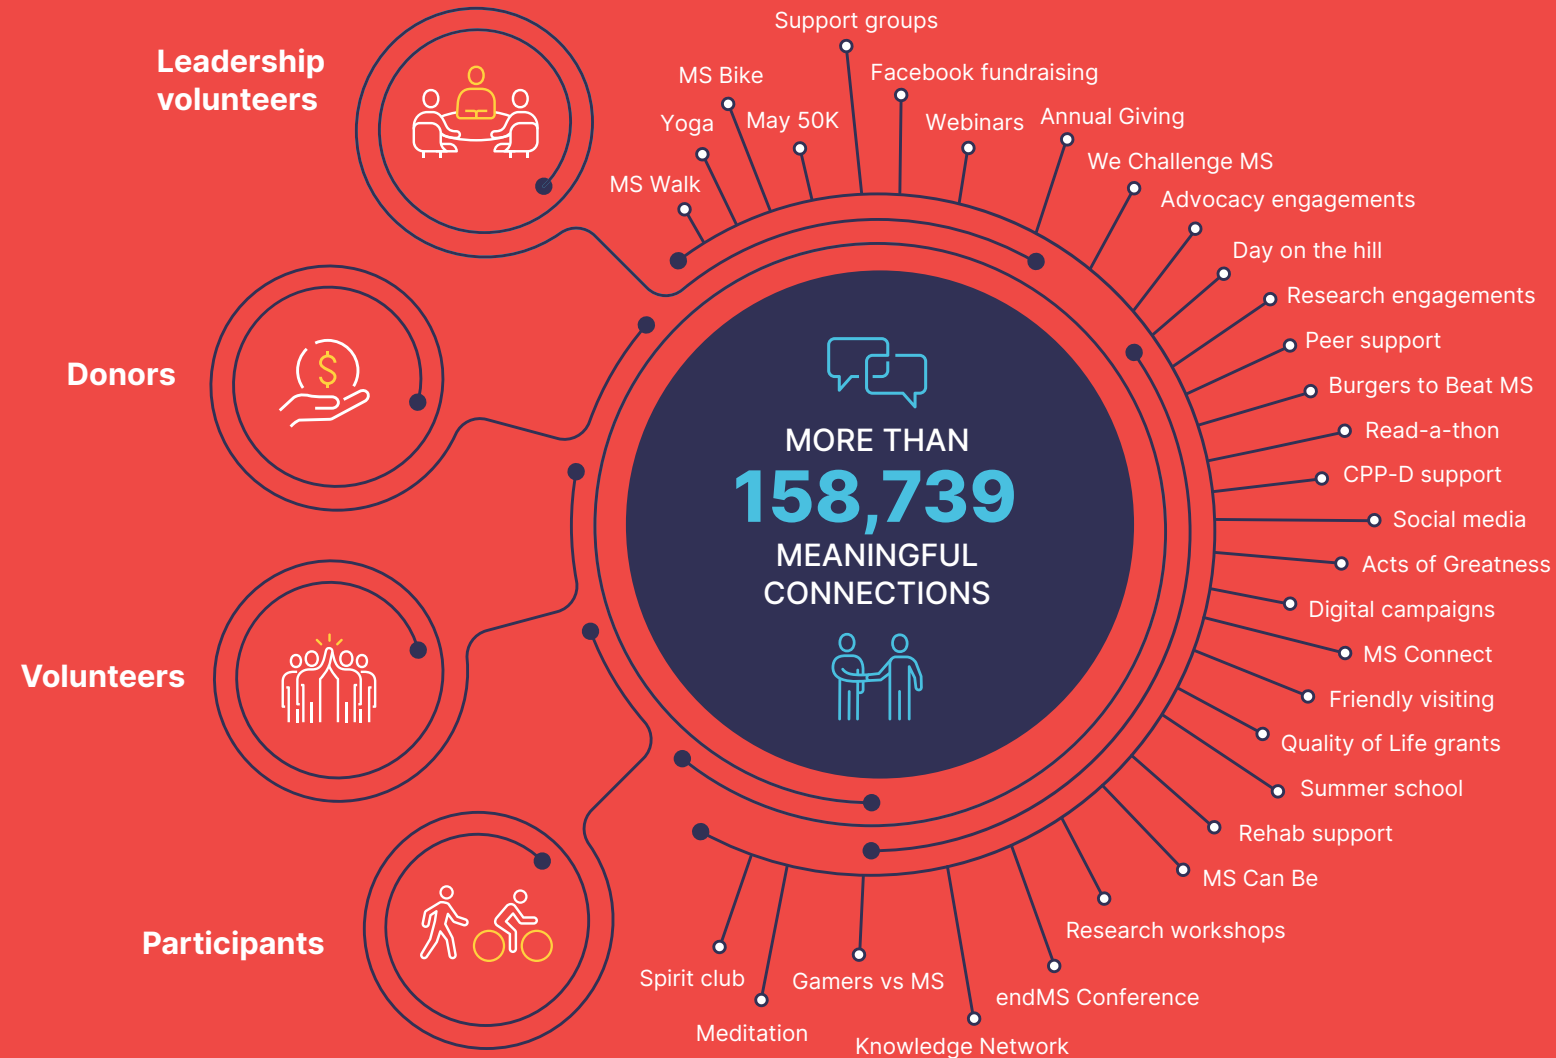 Leadership
volunteers
Donors
Volunteers
Participants
MORE THAN
158,739
MEANINGFUL
CONNECTIONS
MS Walk
Yoga
MS Bike
May 50K
Support groups
Facebook fundraising
Webinars
Annual Giving
We Challenge MS
Advocacy engagements
Day on the hill
Research engagements
Peer support
Burgers to Beat MS
Read-a-thon
CPP-D support
Social media
Acts of Greatness
Digital campaigns
MS Connect
Friendly visiting
Quality of Life grants
Summer school
Rehab support
MS Can Be
Research workshops
endMS Conference
Knowledge Network
Gamers vs MS
Meditation
Spirit club